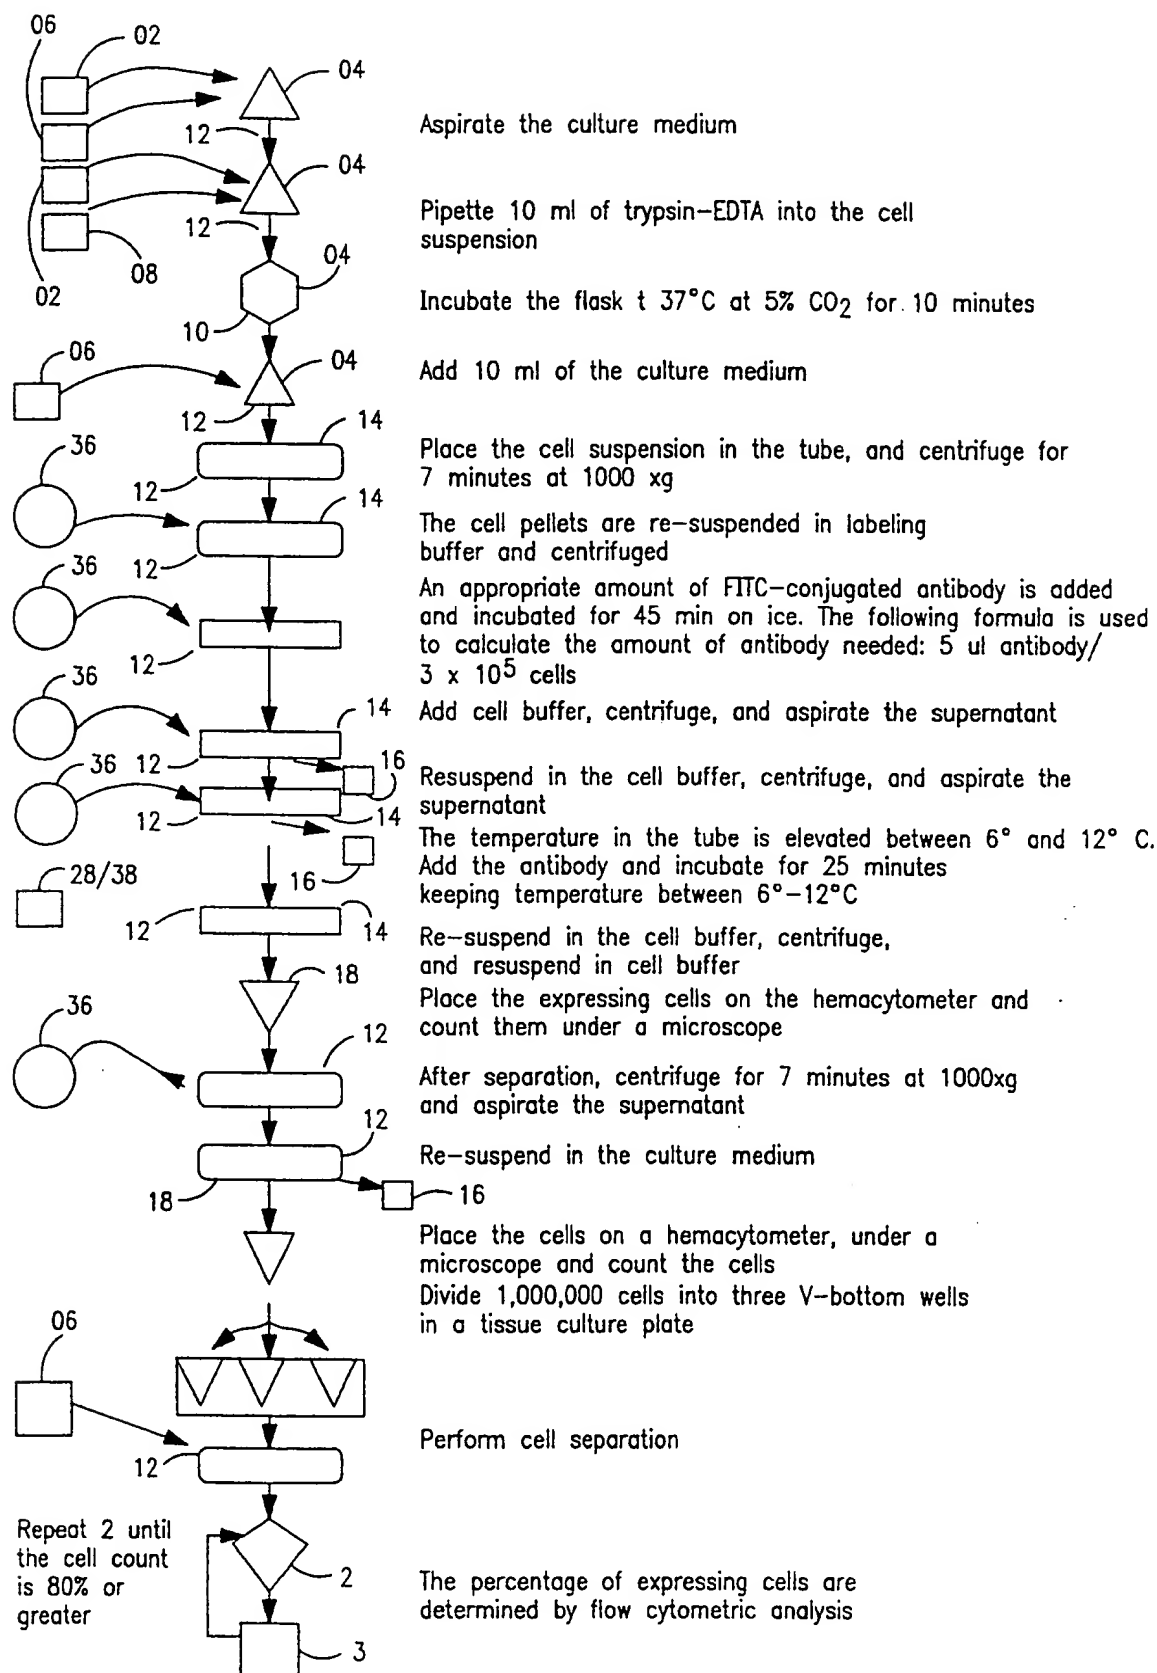 06
02
04
12
Aspirate the culture medium
04
12
Pipette 10 ml of trypsin-EDTA into the cell
suspension
02
08
04
10
Incubate the flask t 37°C at 5% CO2 for 10 minutes
06
04
12
Add 10 ml of the culture medium
36
14
12
Place the cell suspension in the tube, and centrifuge for
7 minutes at 1000 xg
14
12
The cell pellets are re-suspended in labeling
buffer and centrifuged
36
12
An appropriate amount of FITC-conjugated antibody is added
and incubated for 45 min on ice. The following formula is used
to calculate the amount of antibody needed: 5 ul antibody/
3 x 10^5 cells
36
14
12
Add cell buffer, centrifuge, and aspirate the supernatant
36
16
12
14
Resuspend in the cell buffer, centrifuge, and aspirate the
supernatant
16
28/38
The temperature in the tube is elevated between 6° and 12° C.
Add the antibody and incubate for 25 minutes
keeping temperature between 6°-12°C
12
14
Re-suspend in the cell buffer, centrifuge,
and resuspend in cell buffer
18
Place the expressing cells on the hemacytometer and
count them under a microscope
36
12
After separation, centrifuge for 7 minutes at 1000xg
and aspirate the supernatant
12
18
16
Re-suspend in the culture medium
Place the cells on a hemacytometer, under a
microscope and count the cells
Divide 1,000,000 cells into three V-bottom wells
in a tissue culture plate
06
12
Perform cell separation
Repeat 2 until
the cell count
is 80% or
greater
2
The percentage of expressing cells are
determined by flow cytometric analysis
3